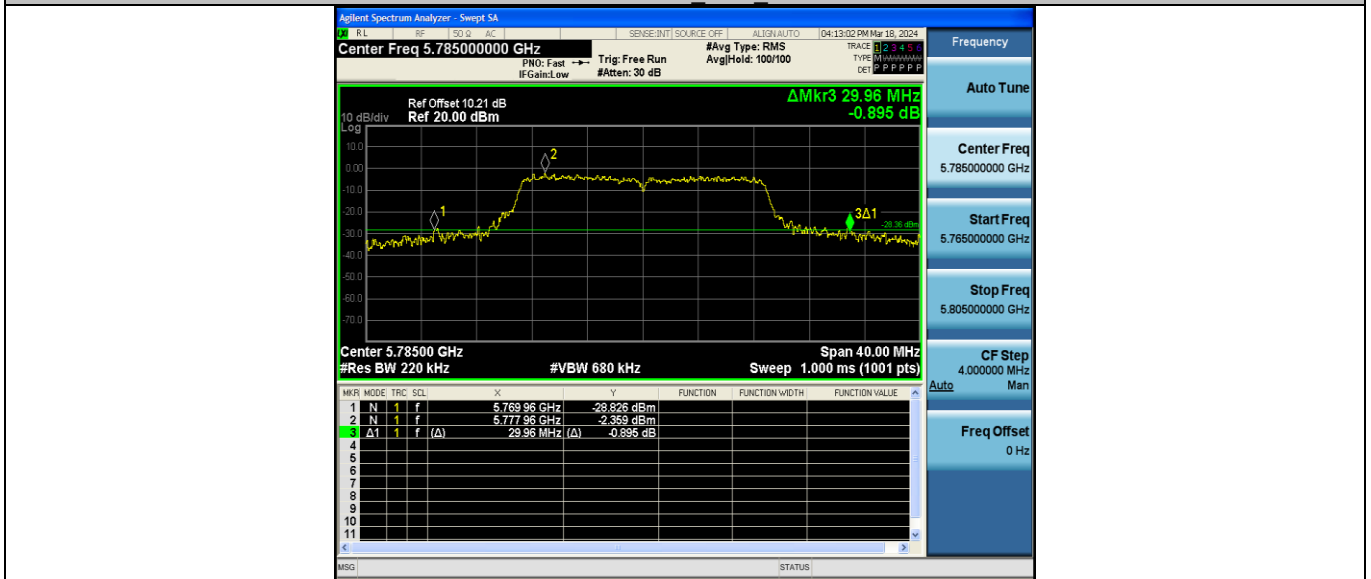 Agilent Spectrum Analyzer - Swept SA
RL RF 50 Ω AC SENSE:INT SOURCE OFF ALIGN AUTO 04:13:02 PM Mar 18, 2024
Center Freq 5.785000000 GHz
PNO: Fast
IFGain:Low
Trig: Free Run
#Atten: 30 dB
#Avg Type: RMS
Avg|Hold: 100/100
TRACE 1 2 3 4 5 6
TYPE M
DET P P P P P P
Frequency
Auto Tune
Center Freq
5.785000000 GHz
Start Freq
5.765000000 GHz
Stop Freq
5.805000000 GHz
CF Step
4.000000 MHz
Auto Man
Freq Offset
0 Hz
ΔMkr3 29.96 MHz
-0.895 dB
Ref Offset 10.21 dB
10 dB/div Ref 20.00 dBm
Log
10.0
0.00
-10.0
-20.0
-30.0
-40.0
-50.0
-60.0
-70.0
1
2
3Δ1
-28.36 dBm
Center 5.78500 GHz Span 40.00 MHz
#Res BW 220 kHz #VBW 680 kHz Sweep 1.000 ms (1001 pts)
MKR MODE TRC SCL X Y FUNCTION FUNCTION WIDTH FUNCTION VALUE
1 N 1 f 5.769 96 GHz -28.826 dBm
2 N 1 f 5.777 96 GHz -2.359 dBm
3 Δ1 1 f (Δ) 29.96 MHz (Δ) -0.895 dB
4
5
6
7
8
9
10
11
MSG STATUS